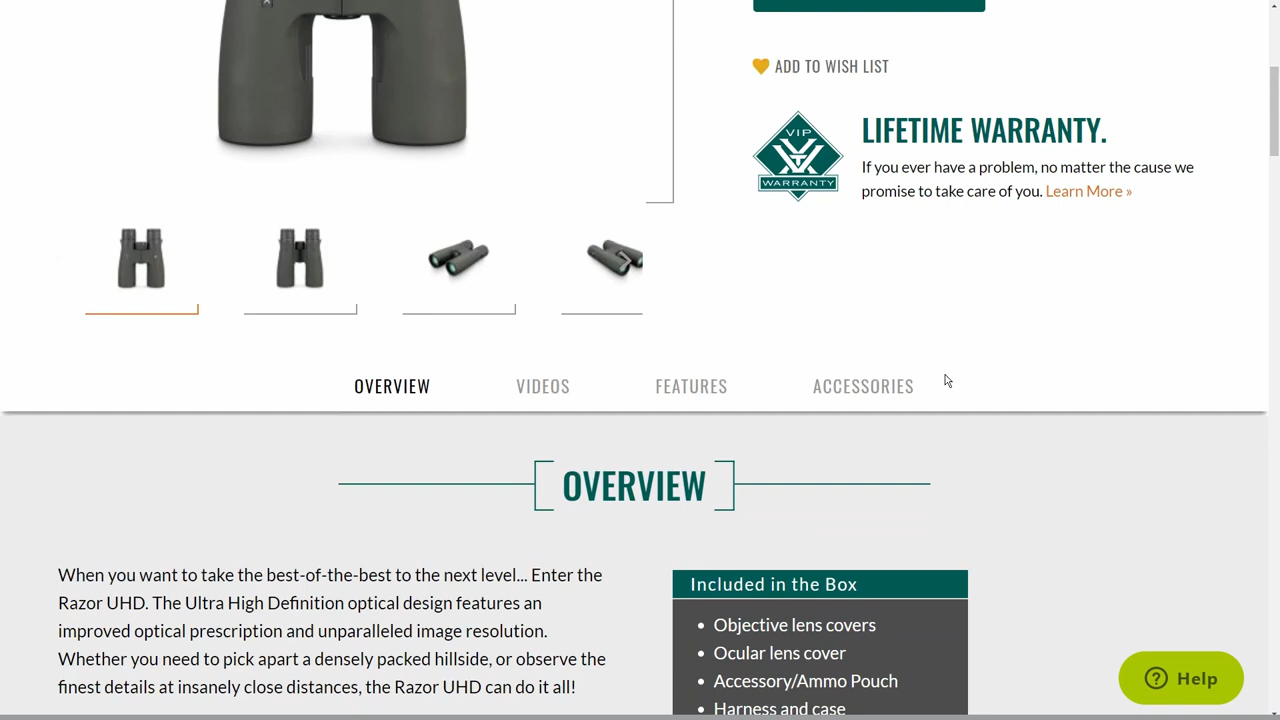 ADD TO WISH LIST
VIP
WARRANTY
LIFETIME WARRANTY.
If you ever have a problem, no matter the cause we
promise to take care of you. Learn More »
OVERVIEW
VIDEOS
FEATURES
ACCESSORIES
OVERVIEW
When you want to take the best-of-the-best to the next level... Enter the
Razor UHD. The Ultra High Definition optical design features an
improved optical prescription and unparalleled image resolution.
Whether you need to pick apart a densely packed hillside, or observe the
finest details at insanely close distances, the Razor UHD can do it all!
Included in the Box
• Objective lens covers
• Ocular lens cover
• Accessory/Ammo Pouch
• Harness and case
Help